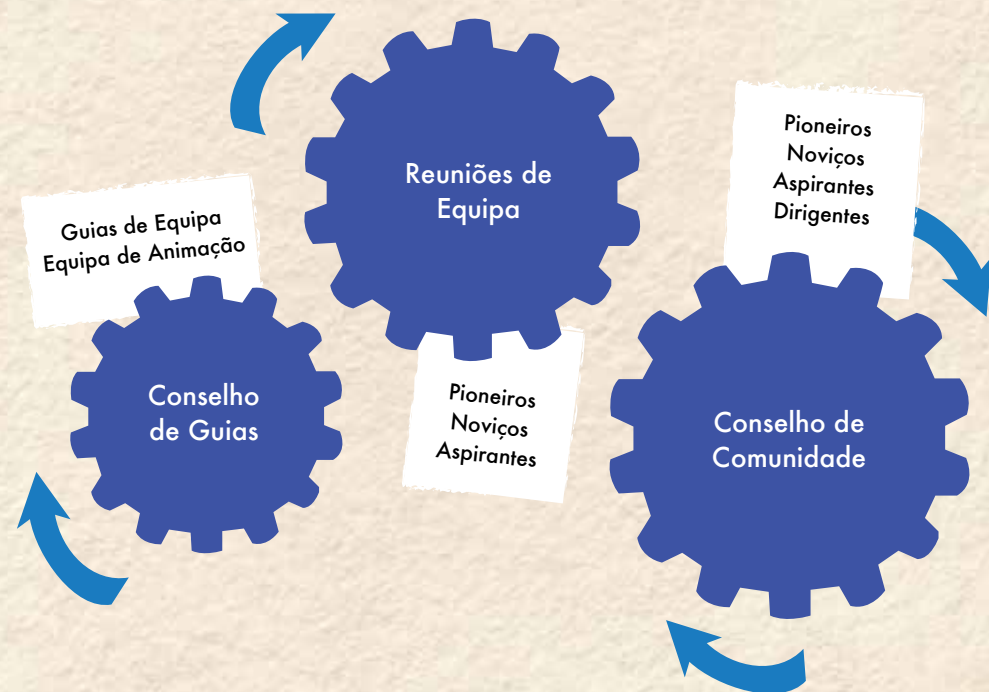 Guias de Equipa
Equipa de Animação
Conselho
de Guias
Reuniões de
Equipa
Pioneiros
Noviços
Aspirantes
Pioneiros
Noviços
Aspirantes
Dirigentes
Conselho de
Comunidade